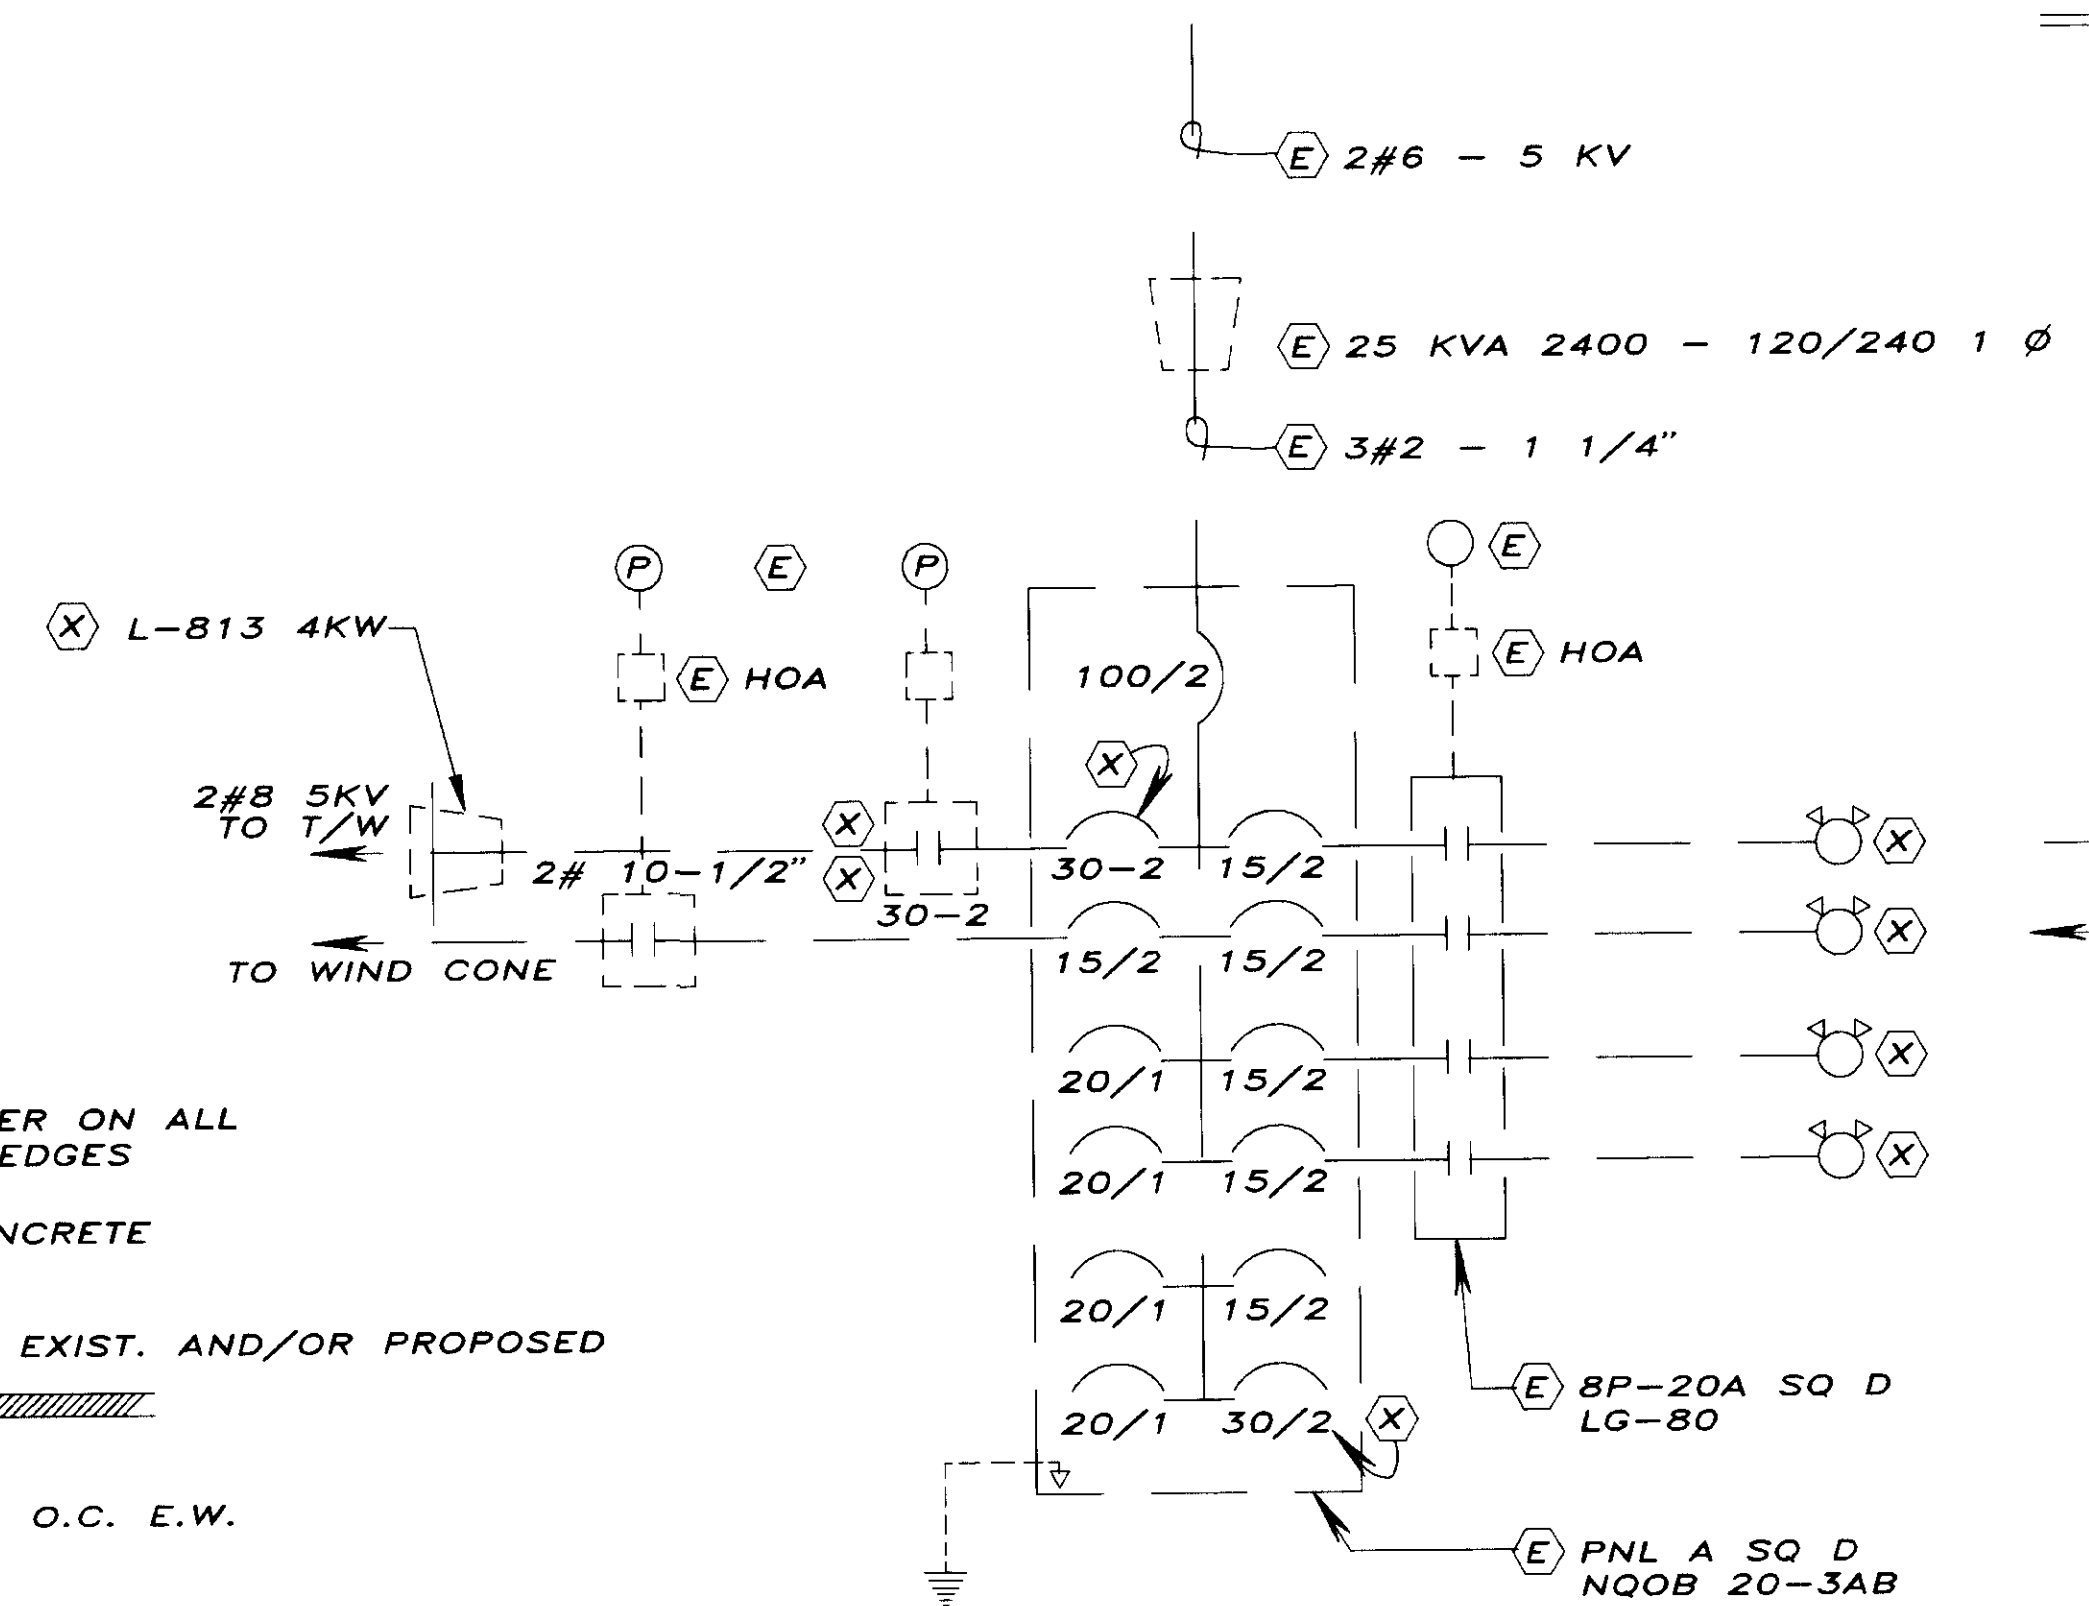 E 2#6 - 5 KV
E 25 KVA 2400 - 120/240 1 Ø
E 3#2 - 1 1/4"
P E P E
X L-813 4KW
E HOA
E HOA
100/2
X
2#8 5KV
TO T/W
X
2# 10-1/2" X
30-2
30-2 15/2
X
TO WIND CONE
15/2 15/2
X
20/1 15/2
X
20/1 15/2
X
20/1 15/2
20/1 30/2 X
ER ON ALL
EDGES
NCRETE
EXIST. AND/OR PROPOSED
O.C. E.W.
E 8P-20A SQ D
LG-80
E PNL A SQ D
NQOB 20-3AB